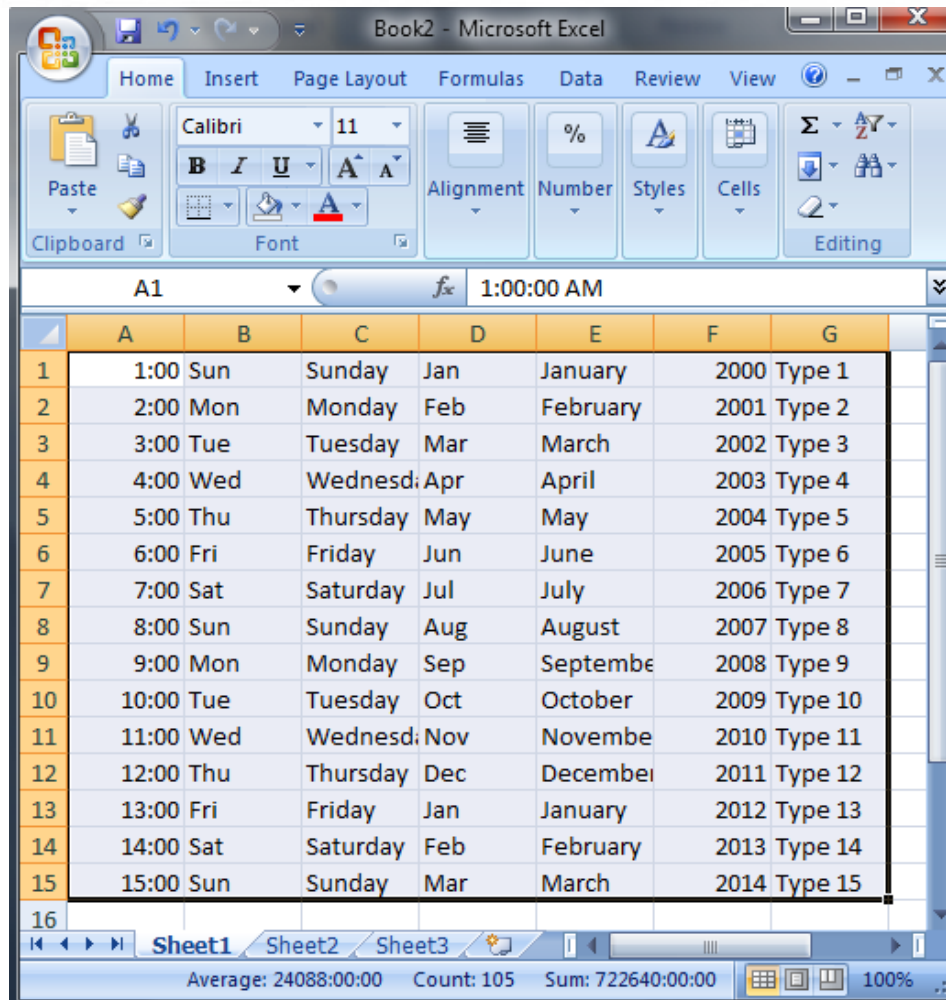 Book2 - Microsoft Excel
Home Insert Page Layout Formulas Data Review View
Calibri 11 % Σ
B I U A A Alignment Number Styles Cells
Paste
Clipboard Font Editing
A1 fx 1:00:00 AM
A B C D E F G
1 1:00 Sun Sunday Jan January 2000 Type 1
2 2:00 Mon Monday Feb February 2001 Type 2
3 3:00 Tue Tuesday Mar March 2002 Type 3
4 4:00 Wed Wednesda Apr April 2003 Type 4
5 5:00 Thu Thursday May May 2004 Type 5
6 6:00 Fri Friday Jun June 2005 Type 6
7 7:00 Sat Saturday Jul July 2006 Type 7
8 8:00 Sun Sunday Aug August 2007 Type 8
9 9:00 Mon Monday Sep Septembe 2008 Type 9
10 10:00 Tue Tuesday Oct October 2009 Type 10
11 11:00 Wed Wednesda Nov Novembe 2010 Type 11
12 12:00 Thu Thursday Dec December 2011 Type 12
13 13:00 Fri Friday Jan January 2012 Type 13
14 14:00 Sat Saturday Feb February 2013 Type 14
15 15:00 Sun Sunday Mar March 2014 Type 15
16
Sheet1 Sheet2 Sheet3
Average: 24088:00:00 Count: 105 Sum: 722640:00:00 100%